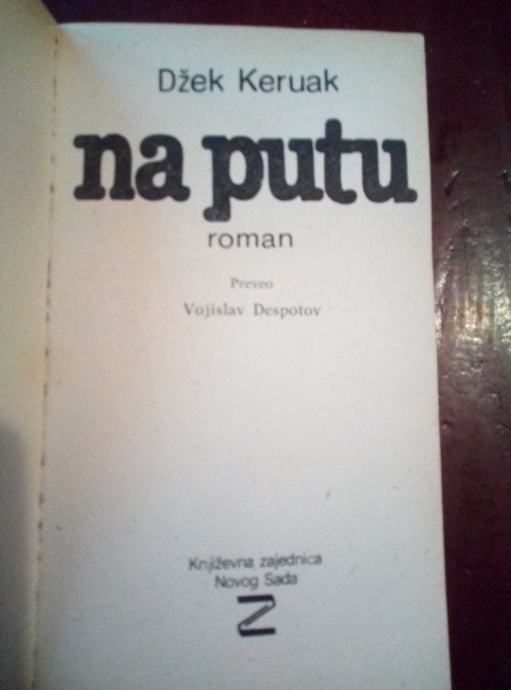 Džek Keruak
na putu
roman
Preveo
Vojislav Despotov
Književna zajednica
Novog Sada